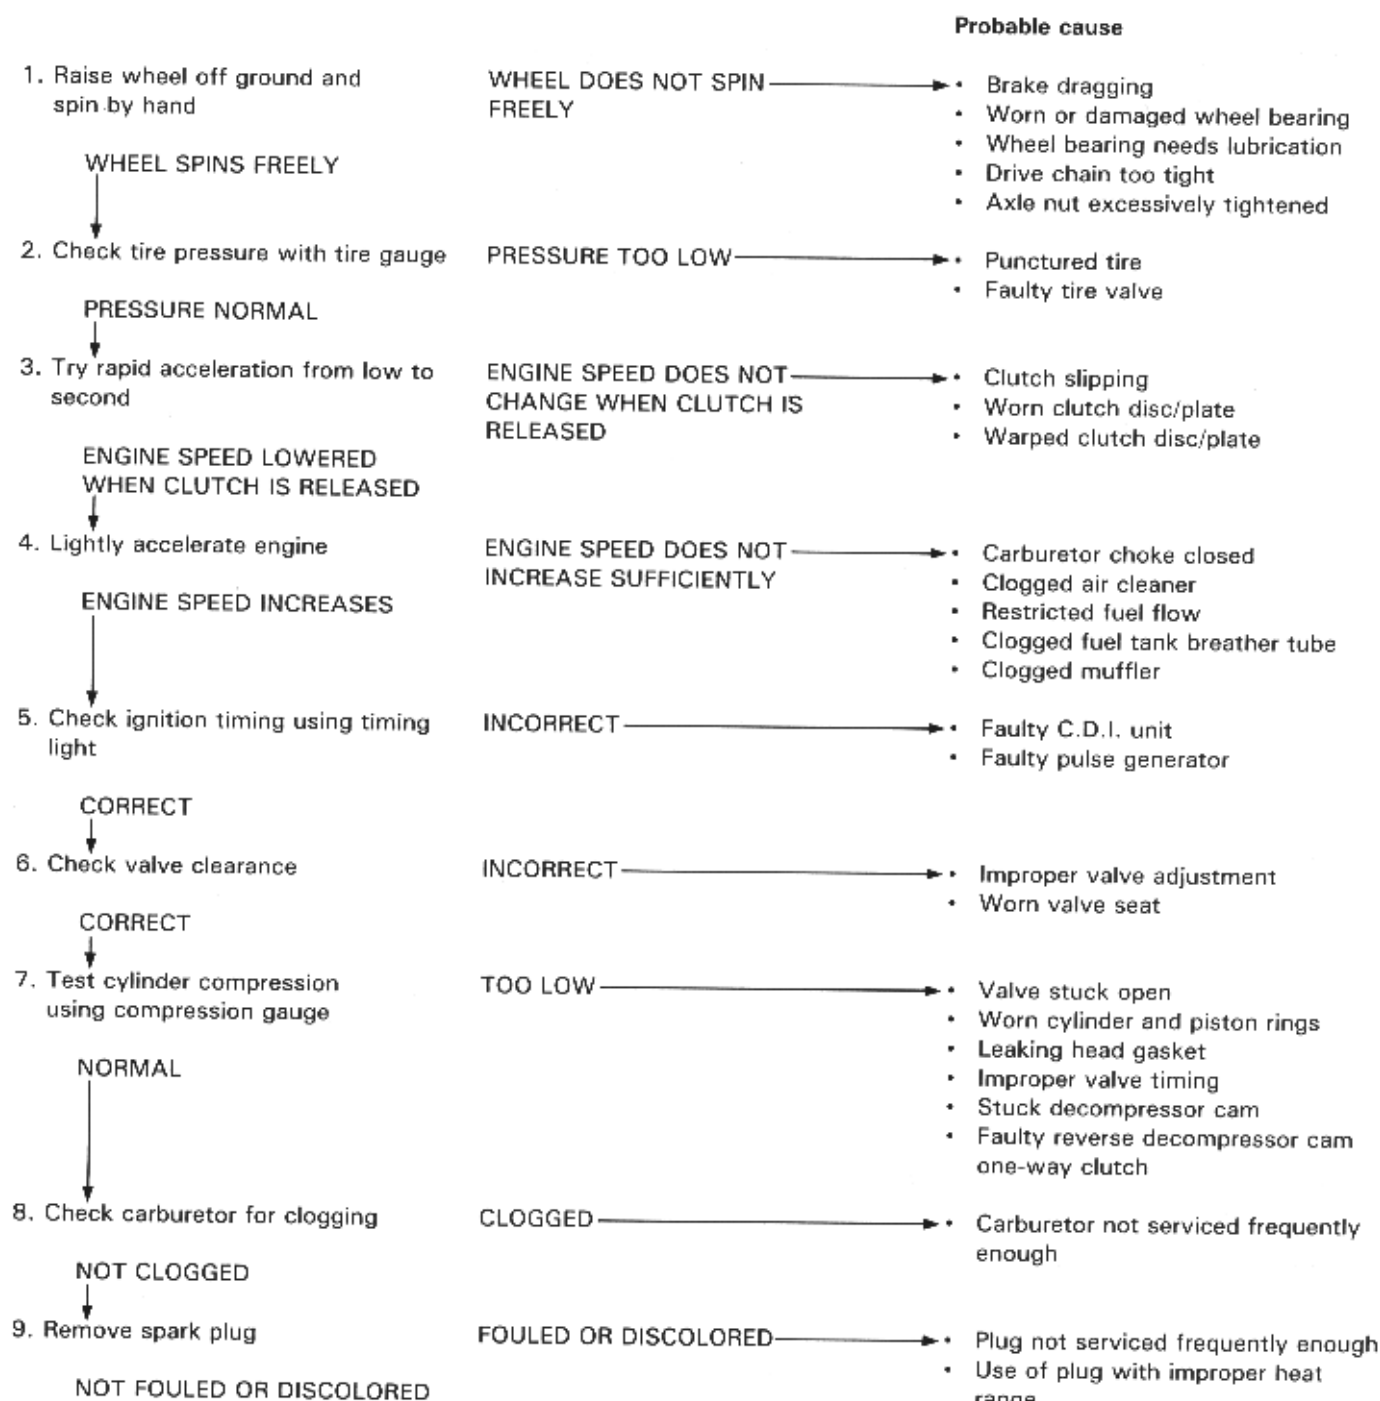 Probable cause
1. Raise wheel off ground and
spin by hand
WHEEL DOES NOT SPIN
FREELY
• Brake dragging
• Worn or damaged wheel bearing
• Wheel bearing needs lubrication
• Drive chain too tight
• Axle nut excessively tightened
WHEEL SPINS FREELY
2. Check tire pressure with tire gauge
PRESSURE TOO LOW
• Punctured tire
• Faulty tire valve
PRESSURE NORMAL
3. Try rapid acceleration from low to
second
ENGINE SPEED DOES NOT
CHANGE WHEN CLUTCH IS
RELEASED
• Clutch slipping
• Worn clutch disc/plate
• Warped clutch disc/plate
ENGINE SPEED LOWERED
WHEN CLUTCH IS RELEASED
4. Lightly accelerate engine
ENGINE SPEED DOES NOT
INCREASE SUFFICIENTLY
• Carburetor choke closed
• Clogged air cleaner
• Restricted fuel flow
• Clogged fuel tank breather tube
• Clogged muffler
ENGINE SPEED INCREASES
5. Check ignition timing using timing
light
INCORRECT
• Faulty C.D.I. unit
• Faulty pulse generator
CORRECT
6. Check valve clearance
INCORRECT
• Improper valve adjustment
• Worn valve seat
CORRECT
7. Test cylinder compression
using compression gauge
TOO LOW
• Valve stuck open
• Worn cylinder and piston rings
• Leaking head gasket
• Improper valve timing
• Stuck decompressor cam
• Faulty reverse decompressor cam
one-way clutch
NORMAL
8. Check carburetor for clogging
CLOGGED
• Carburetor not serviced frequently
enough
NOT CLOGGED
9. Remove spark plug
FOULED OR DISCOLORED
• Plug not serviced frequently enough
• Use of plug with improper heat
range
NOT FOULED OR DISCOLORED